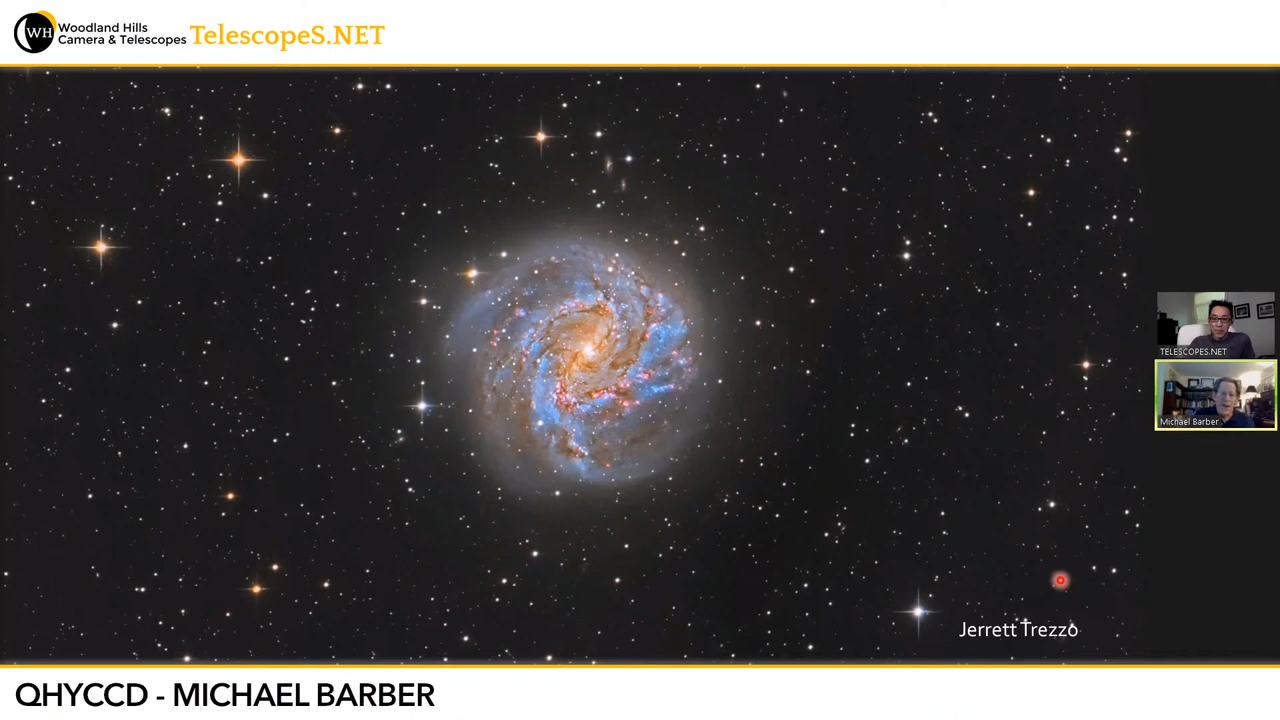 WH
Woodland Hills
Camera & Telescopes
TelescopeS.NET
TELESCOPES.NET
Michael Barber
Jerrett Trezzo
QHYCCD - MICHAEL BARBER